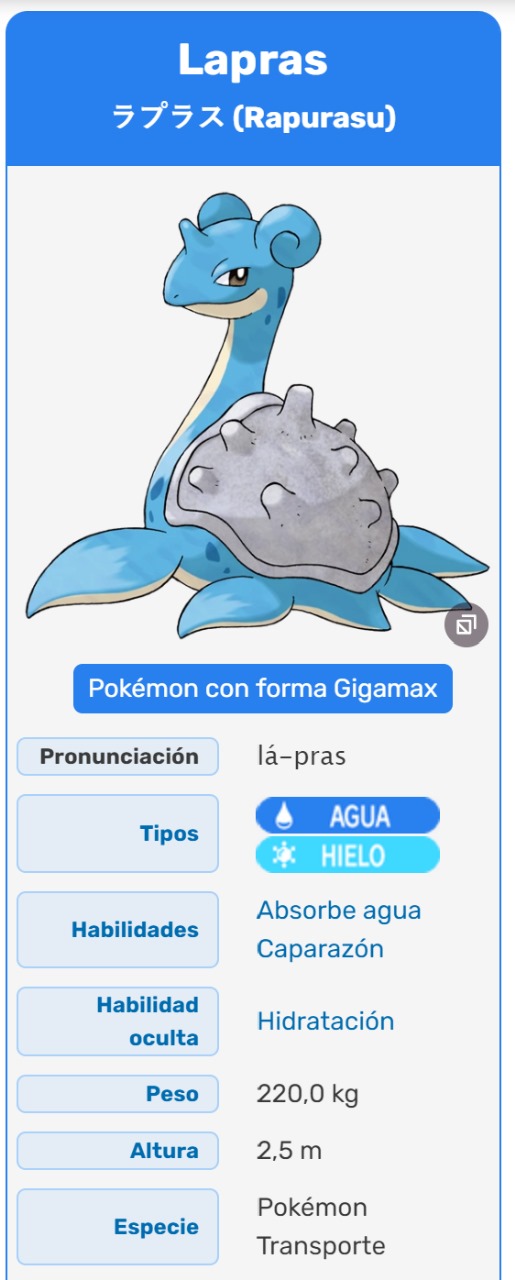 Lapras
ラプラス (Rapurasu)
Pokémon con forma Gigamax
Pronunciación
lá-pras
Tipos
AGUA
HIELO
Habilidades
Absorbe agua
Caparazón
Habilidad
oculta
Hidratación
Peso
220,0 kg
Altura
2,5 m
Especie
Pokémon
Transporte